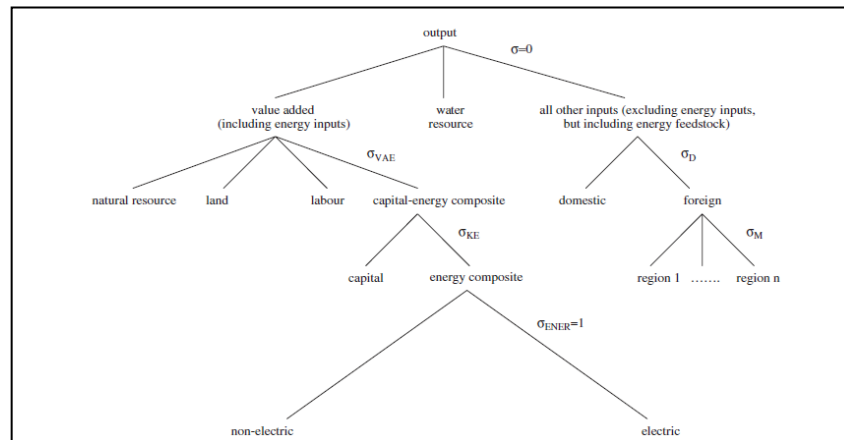 output
σ=0
value added
(including energy inputs)
water
resource
all other inputs (excluding energy inputs,
but including energy feedstock)
σVAE
σD
natural resource
land
labour
capital-energy composite
domestic
foreign
σKE
σM
capital
energy composite
region 1
.......
region n
σENER=1
non-electric
electric